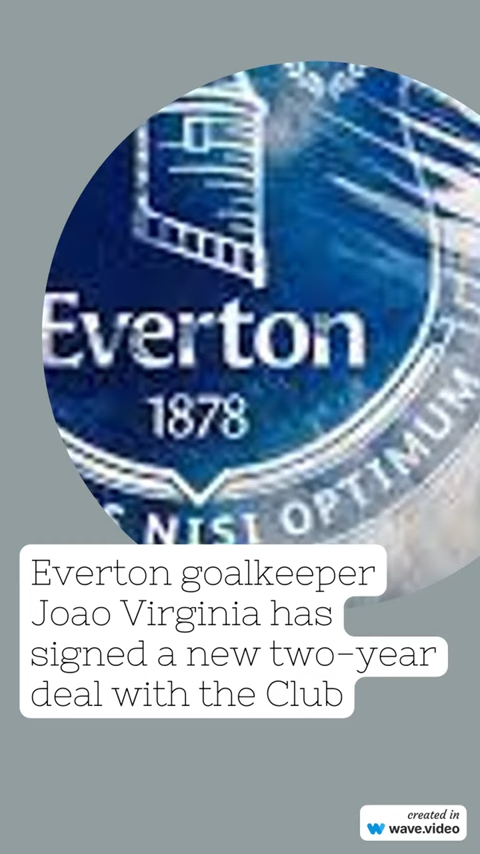 Everton
1878
NISI OPTIMUM
Everton goalkeeper
Joao Virginia has
signed a new two-year
deal with the Club
created in
wave.video